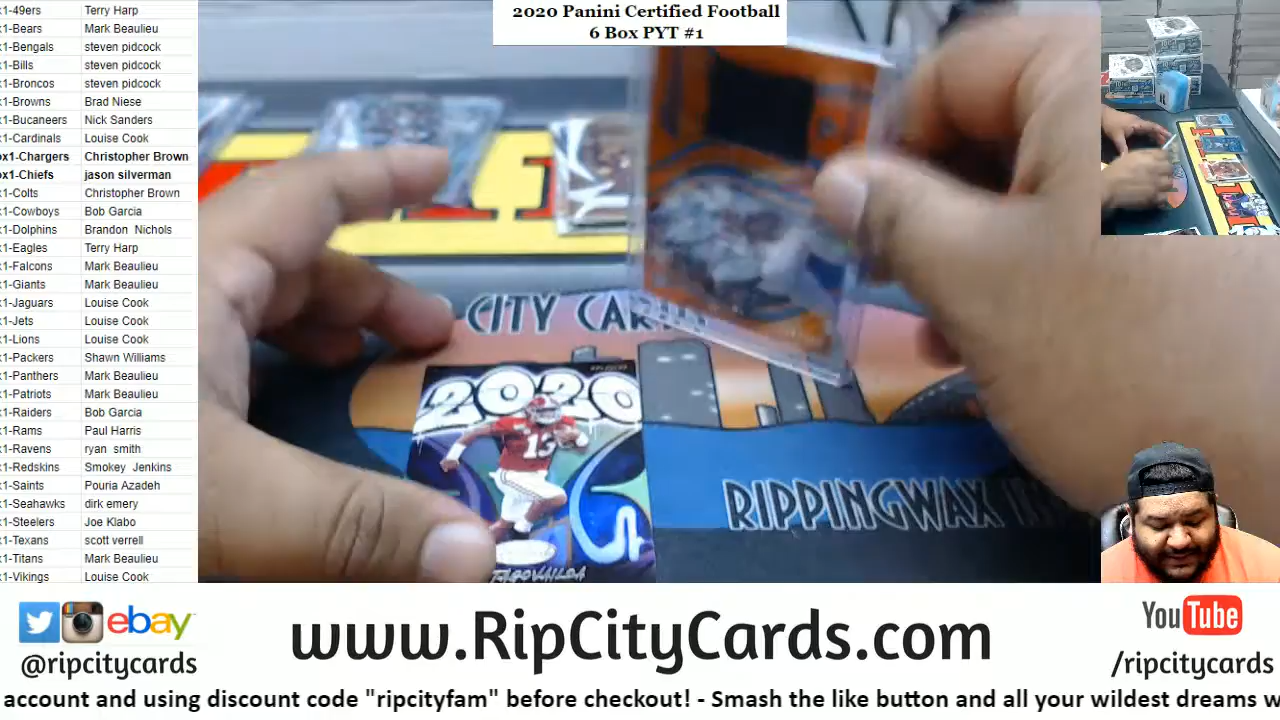 2020 Panini Certified Football
6 Box PYT #1
x1-49ers Terry Harp
x1-Bears Mark Beaulieu
x1-Bengals steven pidcock
x1-Bills steven pidcock
x1-Broncos steven pidcock
x1-Browns Brad Niese
x1-Bucaneers Nick Sanders
x1-Cardinals Louise Cook
ox1-Chargers Christopher Brown
ox1-Chiefs jason silverman
x1-Colts Christopher Brown
x1-Cowboys Bob Garcia
x1-Dolphins Brandon Nichols
x1-Eagles Terry Harp
x1-Falcons Mark Beaulieu
x1-Giants Mark Beaulieu
x1-Jaguars Louise Cook
x1-Jets Louise Cook
x1-Lions Louise Cook
x1-Packers Shawn Williams
x1-Panthers Mark Beaulieu
x1-Patriots Mark Beaulieu
x1-Raiders Bob Garcia
x1-Rams Paul Harris
x1-Ravens ryan smith
x1-Redskins Smokey Jenkins
x1-Saints Pouria Azadeh
x1-Seahawks dirk emery
x1-Steelers Joe Klabo
x1-Texans scott verrell
x1-Titans Mark Beaulieu
x1-Vikings Louise Cook
CITY CAR
2020
13
TAGOVAILOA
RIPPINGWAX
ebay
@ripcitycards
www.RipCityCards.com
YouTube
/ripcitycards
account and using discount code "ripcityfam" before checkout! - Smash the like button and all your wildest dreams w